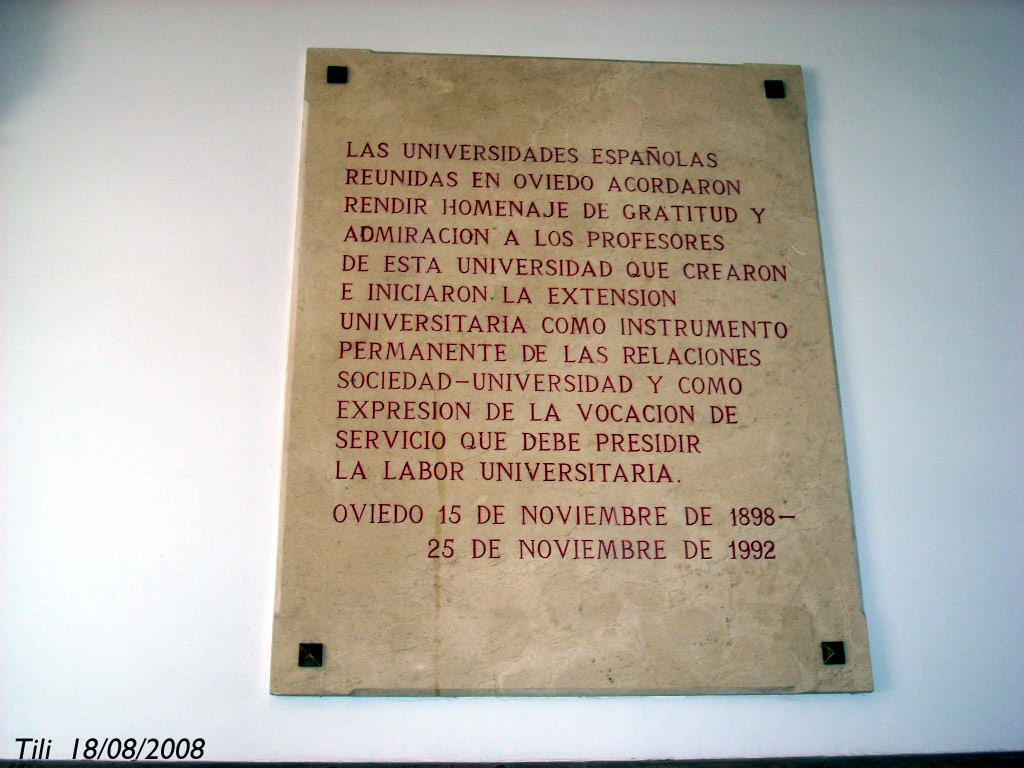 LAS UNIVERSIDADES ESPAÑOLAS
REUNIDAS EN OVIEDO ACORDARON
RENDIR HOMENAJE DE GRATITUD Y
ADMIRACION A LOS PROFESORES
DE ESTA UNIVERSIDAD QUE CREARON
E INICIARON LA EXTENSION
UNIVERSITARIA COMO INSTRUMENTO
PERMANENTE DE LAS RELACIONES
SOCIEDAD-UNIVERSIDAD Y COMO
EXPRESION DE LA VOCACION DE
SERVICIO QUE DEBE PRESIDIR
LA LABOR UNIVERSITARIA.
OVIEDO 15 DE NOVIEMBRE DE 1898-
25 DE NOVIEMBRE DE 1992
Tili 18/08/2008